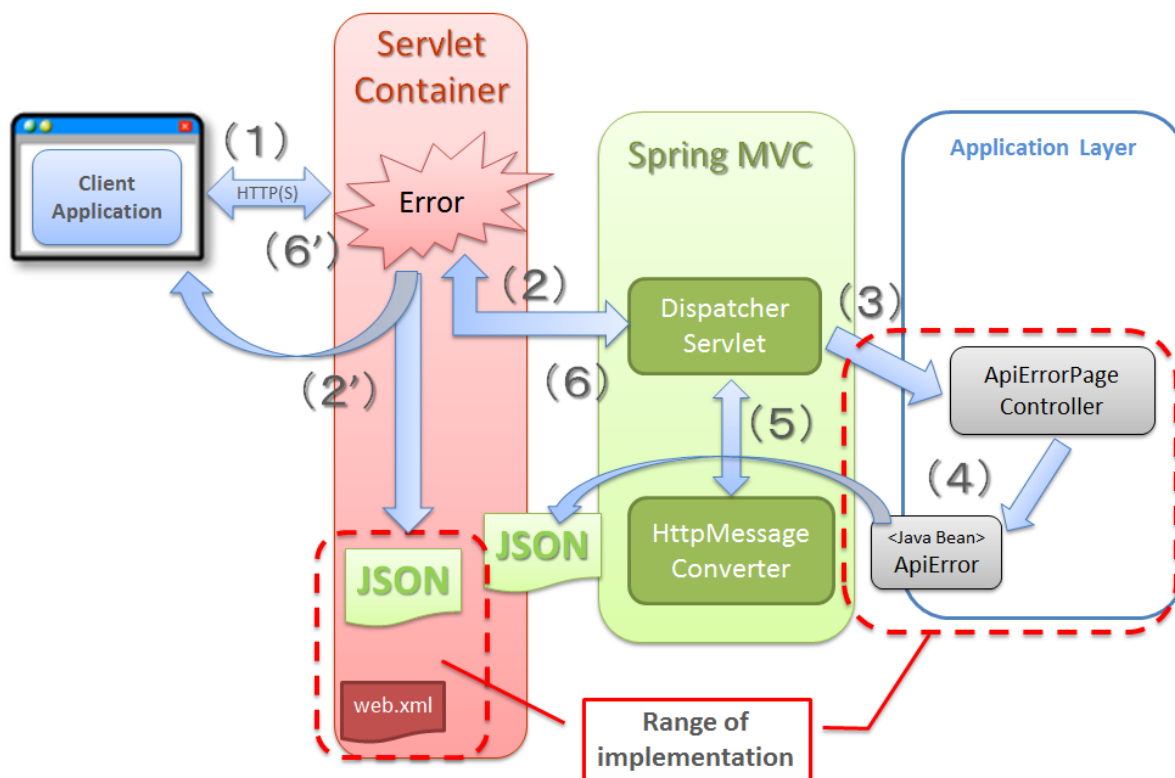 Servlet
Container
(1)
Client
Application
HTTP(S)
Error
(6')
Spring MVC
Application Layer
(2)
Dispatcher
Servlet
(3)
(2')
(6)
ApiErrorPage
Controller
(5)
(4)
JSON
JSON
HttpMessage
Converter
<Java Bean>
ApiError
web.xml
Range of
implementation